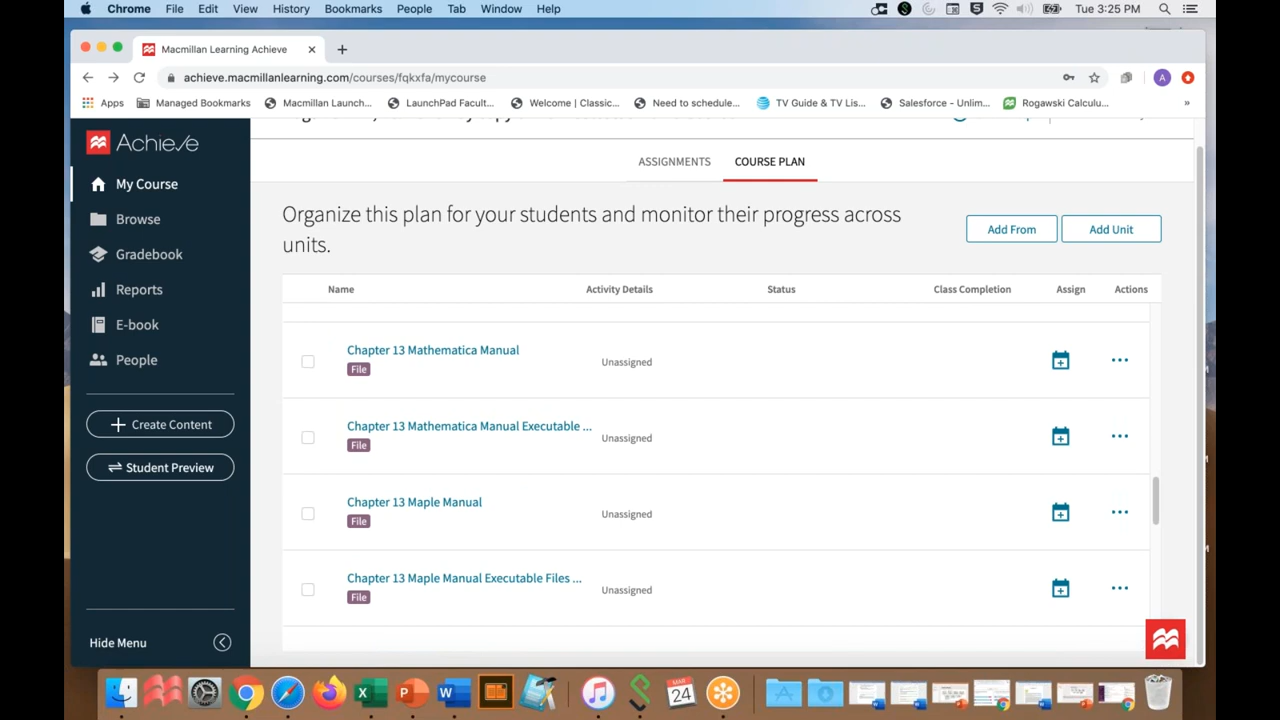 Chrome File Edit View History Bookmarks People Tab Window Help Tue 3:25 PM
Macmillan Learning Achieve
achieve.macmillanlearning.com/courses/fqkxfa/mycourse A
Apps Managed Bookmarks Macmillan Launch... LaunchPad Facult... Welcome | Classic... Need to schedule... TV Guide & TV Lis... Salesforce - Unlim... Rogawski Calculu... »
Achieve
My Course
Browse
Gradebook
Reports
E-book
People
Create Content
Student Preview
Hide Menu
ASSIGNMENTS COURSE PLAN
Organize this plan for your students and monitor their progress across
units.
Add From Add Unit
Name Activity Details Status Class Completion Assign Actions
Chapter 13 Mathematica Manual
File
Unassigned
Chapter 13 Mathematica Manual Executable ...
File
Unassigned
Chapter 13 Maple Manual
File
Unassigned
Chapter 13 Maple Manual Executable Files ...
File
Unassigned
X P W MAR
24